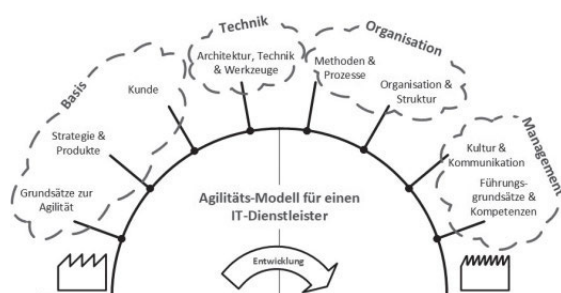 Technik
Architektur, Technik
& Werkzeuge
Organisation
Methoden &
Prozesse
Organisation &
Struktur
Basis
Kunde
Strategie &
Produkte
Grundsätze zur
Agilität
Management
Kultur &
Kommunikation
Führungs-
grundsätze &
Kompetenzen
Agilitäts-Modell für einen
IT-Dienstleister
Entwicklung